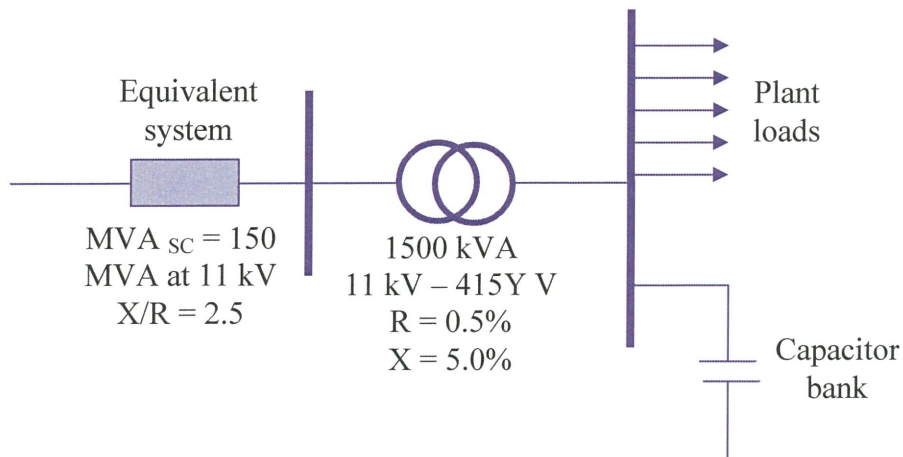 Equivalent
system
MVA SC = 150
MVA at 11 kV
X/R = 2.5
1500 kVA
11 kV – 415Y V
R = 0.5%
X = 5.0%
Plant
loads
Capacitor
bank